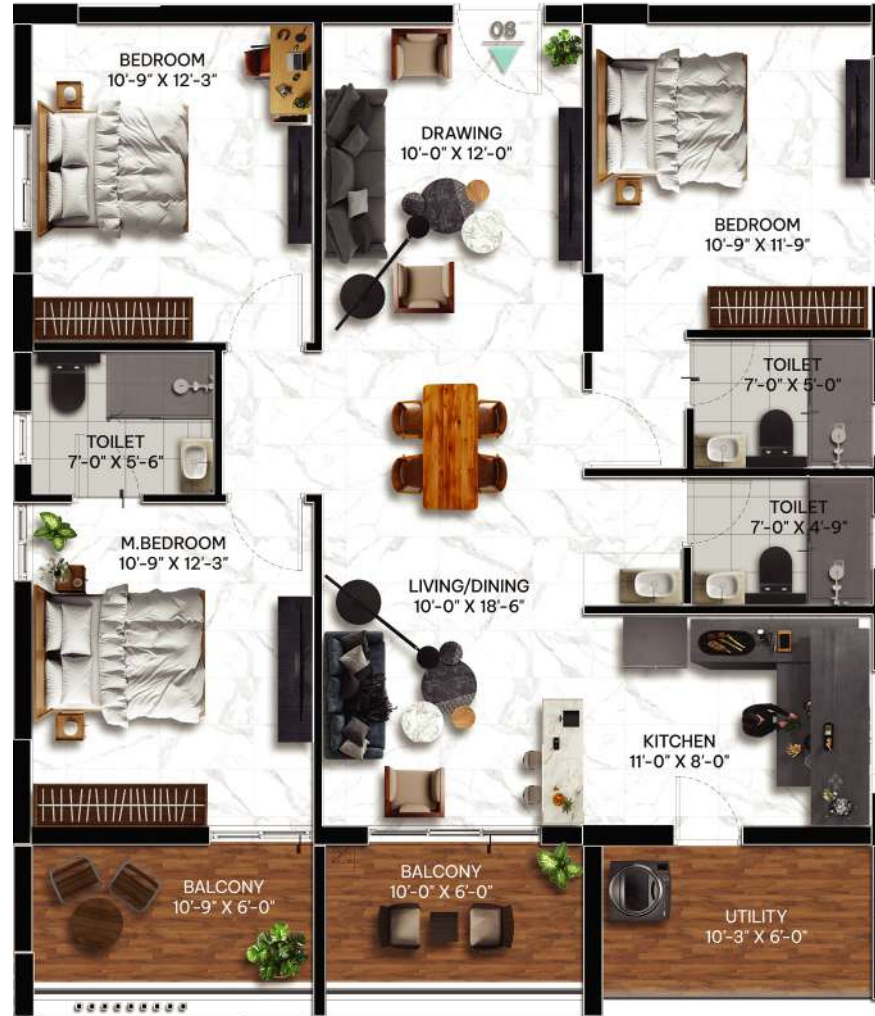 08
BEDROOM
10'-9" X 12'-3"
DRAWING
10'-0" X 12'-0"
BEDROOM
10'-9" X 11'-9"
TOILET
7'-0" X 5'-0"
TOILET
7'-0" X 5'-6"
TOILET
7'-0" X 4'-9"
M.BEDROOM
10'-9" X 12'-3"
LIVING/DINING
10'-0" X 18'-6"
KITCHEN
11'-0" X 8'-0"
BALCONY
10'-9" X 6'-0"
BALCONY
10'-0" X 6'-0"
UTILITY
10'-3" X 6'-0"